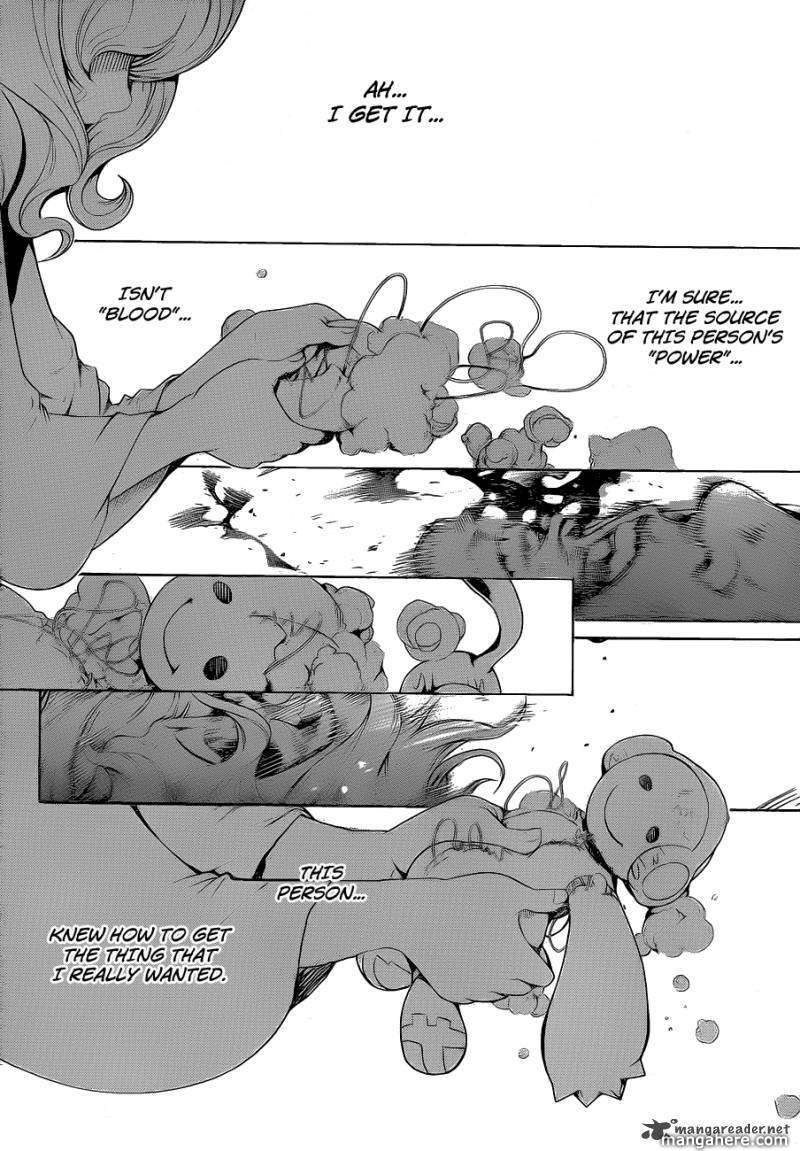 AH...
I GET IT...
I'M SURE...
THAT THE SOURCE
OF THIS PERSON'S
"POWER"...
ISN'T
"BLOOD"...
THIS
PERSON...
KNEW HOW TO GET
THE THING THAT
I REALLY WANTED.
mangareader.net
www.mangahere.com